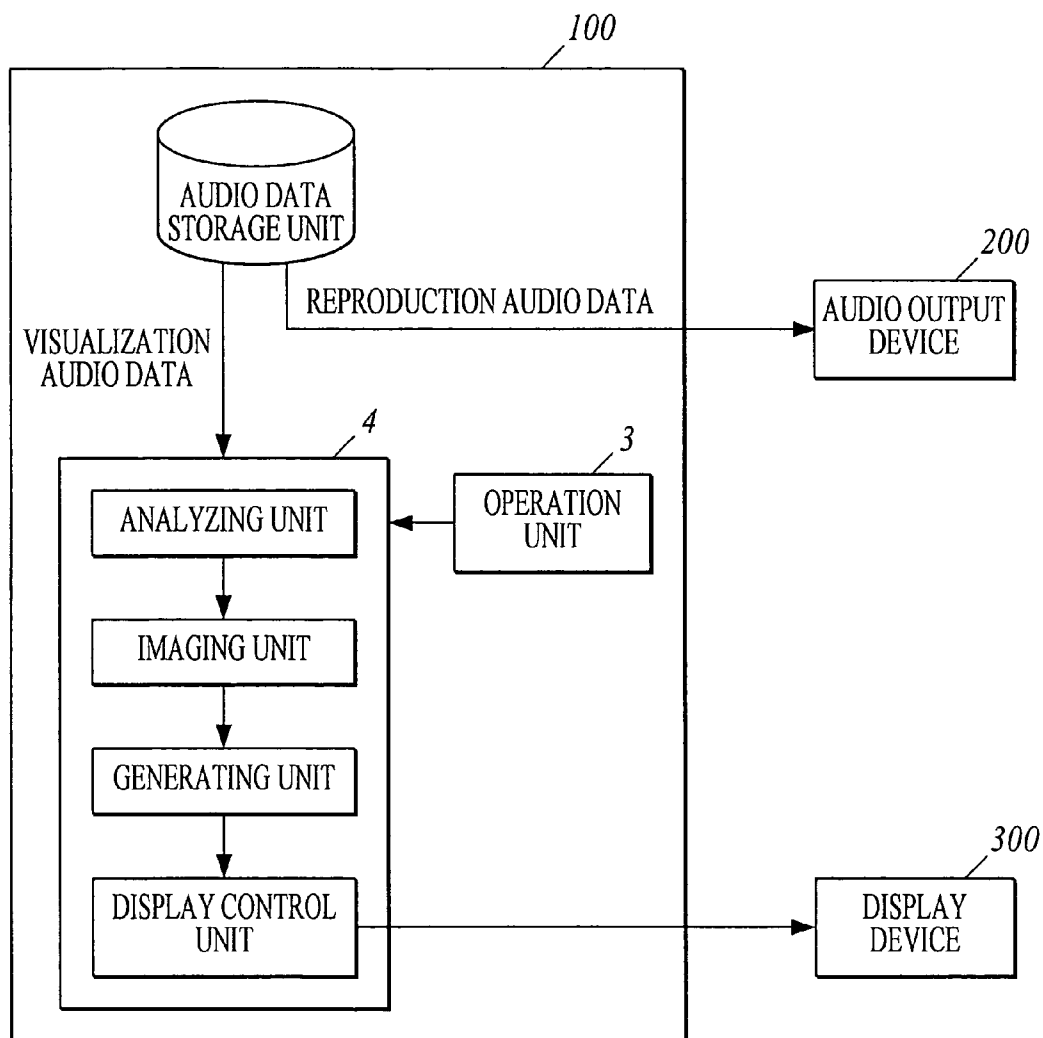 100
AUDIO DATA
STORAGE UNIT
200
REPRODUCTION AUDIO DATA
AUDIO OUTPUT
DEVICE
VISUALIZATION
AUDIO DATA
4
3
ANALYZING UNIT
OPERATION
UNIT
IMAGING UNIT
GENERATING UNIT
300
DISPLAY CONTROL
UNIT
DISPLAY
DEVICE